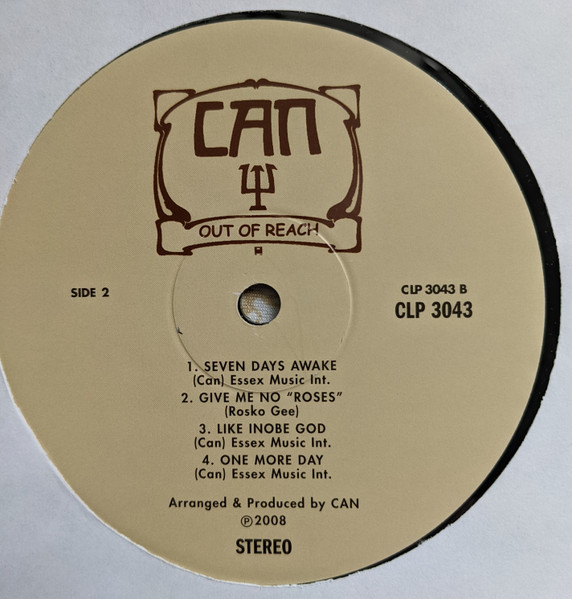 CAN
OUT OF REACH
SIDE 2
CLP 3043 B
CLP 3043
1. SEVEN DAYS AWAKE
(Can) Essex Music Int.
2. GIVE ME NO “ROSES”
(Rosko Gee)
3. LIKE INOBE GOD
(Can) Essex Music Int.
4. ONE MORE DAY
(Can) Essex Music Int.
Arranged & Produced by CAN
℗2008
STEREO